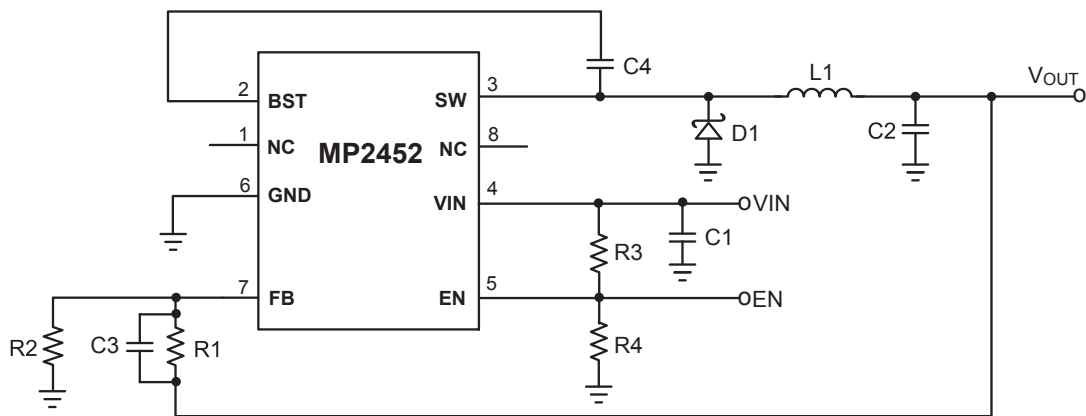 C4
L1
VOUT
2
BST
SW
3
1
NC
MP2452
NC
8
D1
C2
6
GND
VIN
4
VIN
R3
C1
7
FB
EN
5
EN
R2
C3
R1
R4